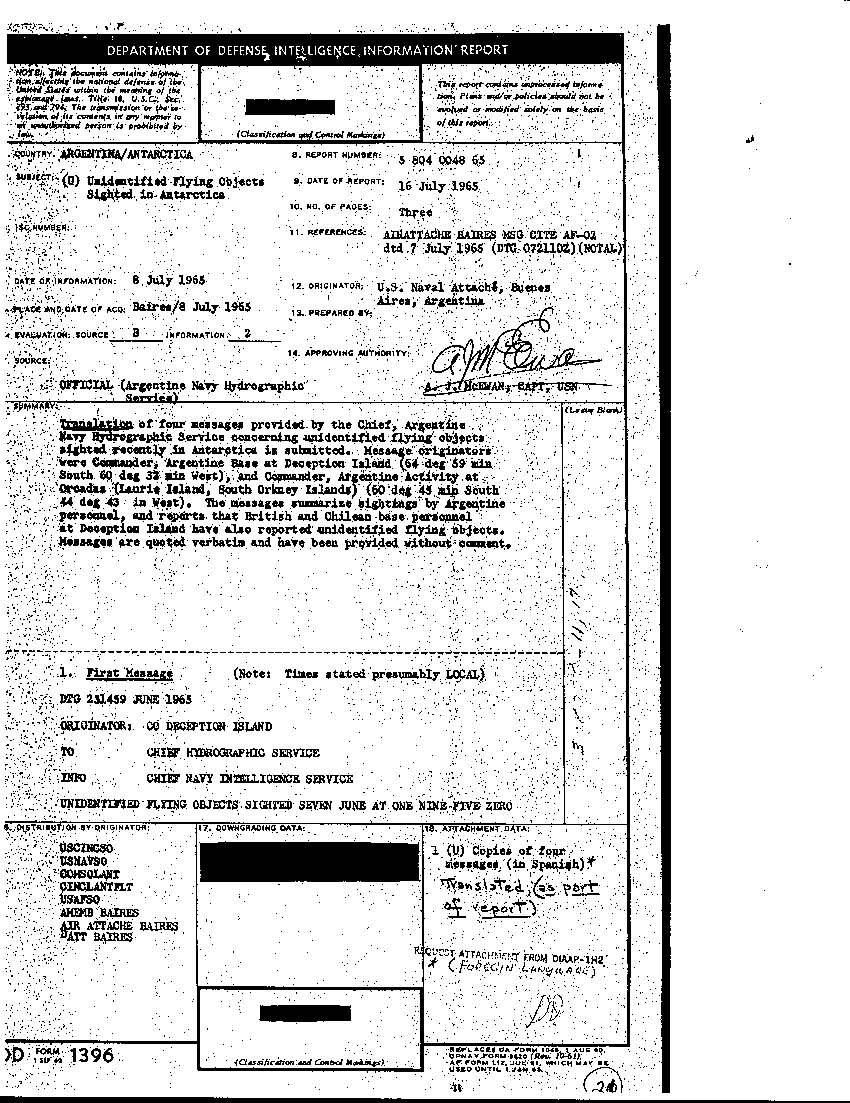 DEPARTMENT OF DEFENSE INTELLIGENCE INFORMATION REPORT
NOTE: This document contains informa-
tion affecting the national defense of the
United States within the meaning of the
espionage laws, Title 18, U.S.C., Sec.
793 and 794. The transmission or the re-
velation of its contents in any manner to
an unauthorized person is prohibited by
law.
(Classification and Control Markings)
This report contains unprocessed informa-
tion. Plans and/or policies should not be
evolved or modified solely on the basis
of this report.
COUNTRY: ARGENTINA/ANTARCTICA
SUBJECT: (U) Unidentified Flying Objects
Sighted in Antarctica
ISC NUMBER:
DATE OF INFORMATION: 8 July 1965
PLACE AND DATE OF ACQ: Baires/8 July 1965
EVALUATION: SOURCE B INFORMATION 2
SOURCE:
OFFICIAL (Argentine Navy Hydrographic
Service)
8. REPORT NUMBER: 5 804 0048 65
9. DATE OF REPORT: 16 July 1965
10. NO. OF PAGES: Three
11. REFERENCES: AIRATTACHE BAIRES MSG CITE AF-02
dtd 7 July 1965 (DTG 072110Z)(NOTAL)
12. ORIGINATOR: U.S. Naval Attaché, Buenos
Aires, Argentina
13. PREPARED BY:
14. APPROVING AUTHORITY:
A. J. McEWAN, CAPT, USN
SUMMARY:
(Leave Blank)
Translation of four messages provided by the Chief, Argentine
Navy Hydrographic Service concerning unidentified flying objects
sighted recently in Antarctica is submitted. Message originators
were Commander, Argentine Base at Deception Island (64 deg 59 min
South 60 deg 32 min West), and Commander, Argentine Activity at
Orcadas (Laurie Island, South Orkney Islands) (60 deg 45 min South
44 deg 43 in West). The messages summarize sightings by Argentine
personnel, and reports that British and Chilean base personnel
at Deception Island have also reported unidentified flying objects.
Messages are quoted verbatim and have been provided without comment.
1. First Message (Note: Times stated presumably LOCAL)
DTG 231459 JUNE 1965
ORIGINATOR: CO DECEPTION ISLAND
TO CHIEF HYDROGRAPHIC SERVICE
INFO CHIEF NAVY INTELLIGENCE SERVICE
UNIDENTIFIED FLYING OBJECTS SIGHTED SEVEN JUNE AT ONE NINE FIVE ZERO
DISTRIBUTION BY ORIGINATOR:
USCINCSO
USNAVSO
COMSOLANT
CINCLANTFLT
USAFSO
AMEMB BAIRES
AIR ATTACHE BAIRES
BATT BAIRES
17. DOWNGRADING DATA:
18. ATTACHMENT DATA:
1 (U) Copies of four
messages (in Spanish)*
Translated, (as part
of report)
REQUEST ATTACHMENT FROM DIAAP-1H2
* (FOREIGN LANGUAGE)
(Classification and Control Markings)
DD FORM 1396
1 SEP 62
REPLACES DA FORM 1048, 1 AUG 60,
OPNAV FORM 3820 (Rev. 10-61),
AF FORM 112, JUL 61, WHICH MAY BE
USED UNTIL 1 JAN 63.
26